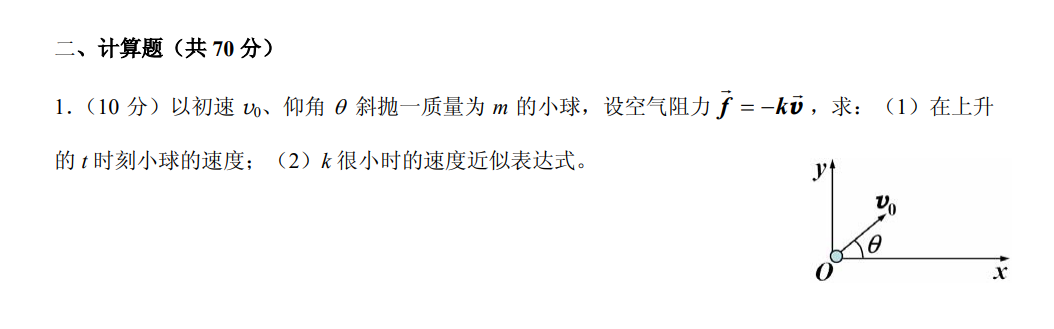 二、计算题（共 70 分）
1.（10 分）以初速 υ₀、仰角 θ 斜抛一质量为 m 的小球，设空气阻力 f⃗ = −kv⃗ ，求：（1）在上升
的 t 时刻小球的速度；（2）k 很小时的速度近似表达式。
y
v₀
θ
O
x